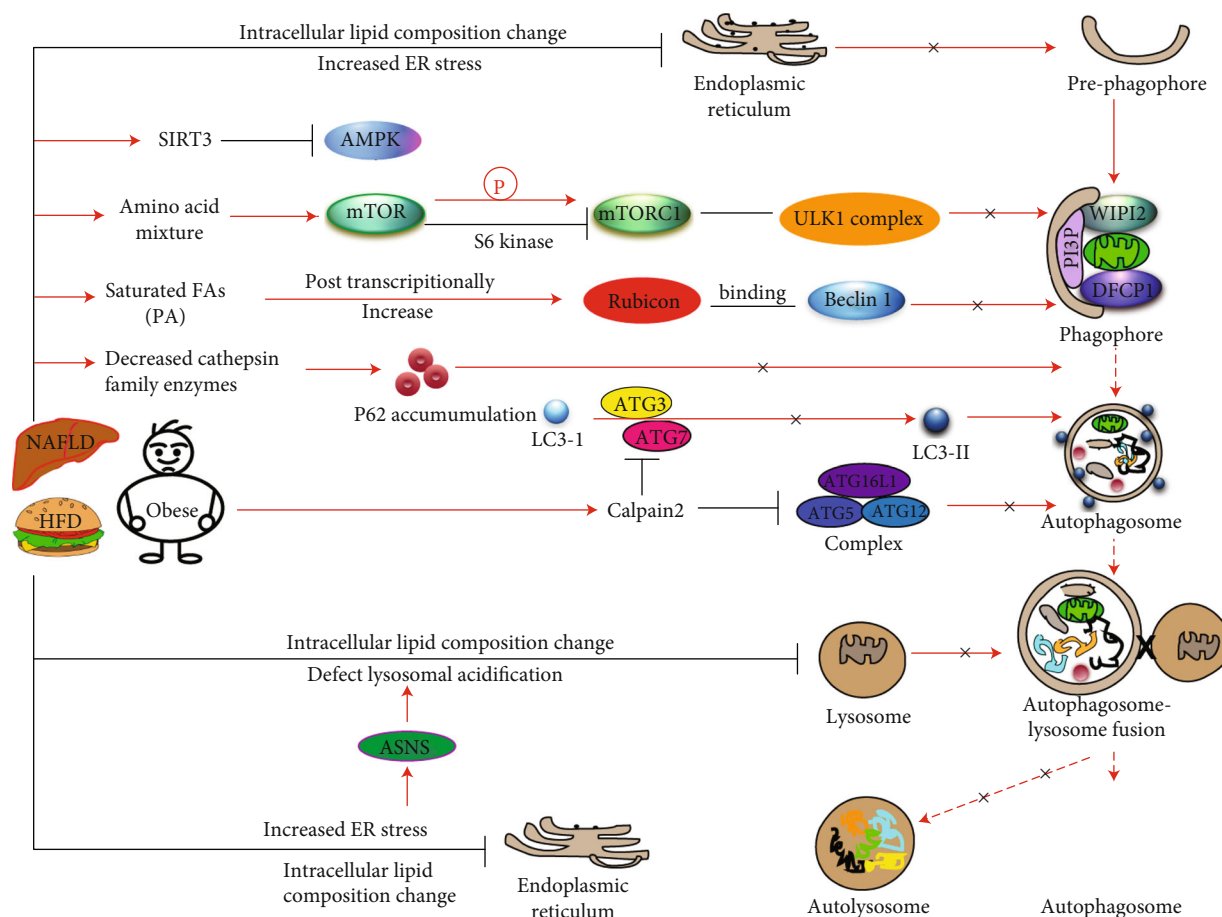 Intracellular lipid composition change
Increased ER stress
Endoplasmic
reticulum
×
Pre-phagophore
SIRT3
AMPK
Amino acid
mixture
mTOR
P
S6 kinase
mTORC1
ULK1 complex
×
WIPI2
PI3P
DFCP1
Phagophore
Saturated FAs
(PA)
Post transcripitionally
Increase
Rubicon
binding
Beclin 1
×
Decreased cathepsin
family enzymes
P62 accumumulation
×
LC3-1
ATG3
ATG7
×
LC3-II
NAFLD
HFD
Obese
Calpain2
ATG16L1
ATG5
ATG12
Complex
×
Autophagosome
Intracellular lipid composition change
Defect lysosomal acidification
Lysosome
×
X
Autophagosome-
lysosome fusion
ASNS
Increased ER stress
Intracellular lipid
composition change
Endoplasmic
reticulum
×
×
Autolysosome
Autophagosome